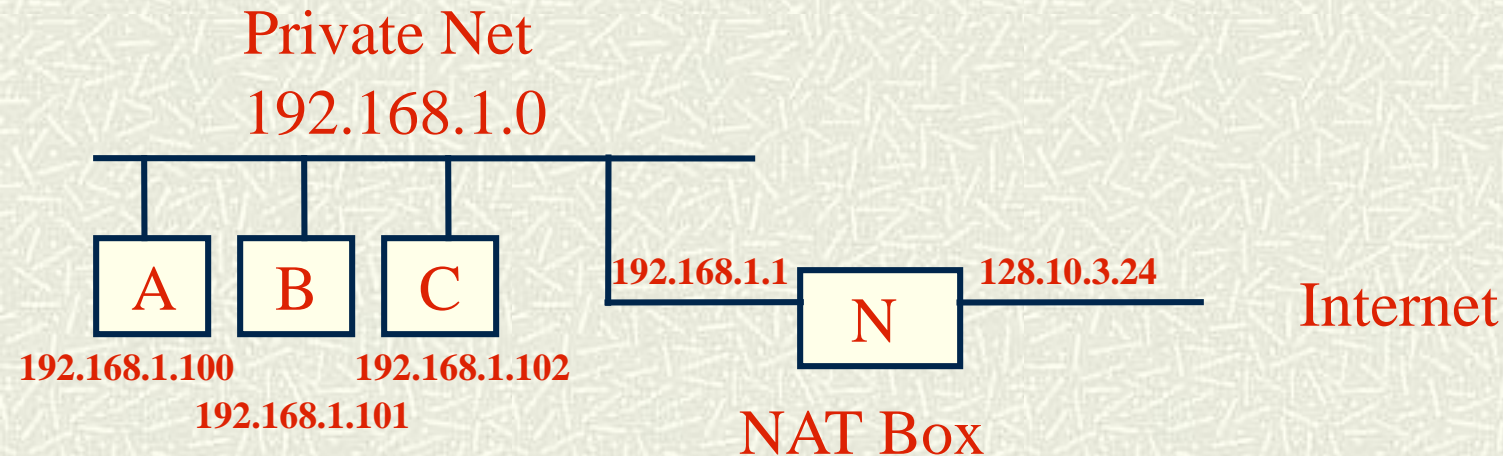 Private Net
192.168.1.0
A
B
C
192.168.1.1
N
128.10.3.24
Internet
192.168.1.100
192.168.1.102
192.168.1.101
NAT Box